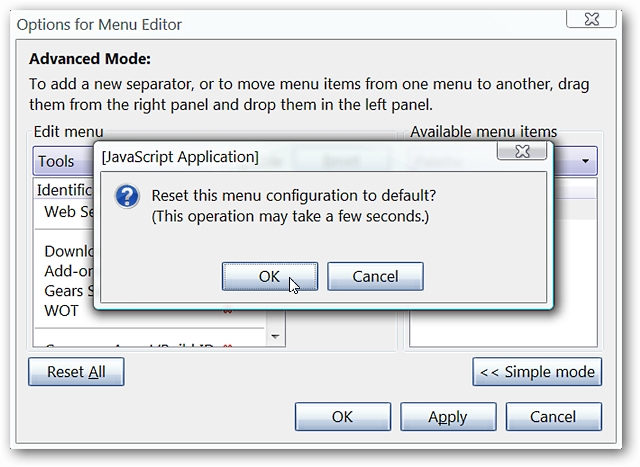 Options for Menu Editor
Advanced Mode:
To add a new separator, or to move menu items from one menu to another, drag
them from the right panel and drop them in the left panel.
Edit menu
Available menu items
Tools
[JavaScript Application]
Identific
Reset this menu configuration to default?
Web Se
(This operation may take a few seconds.)
Downlo
Add-on
Gears S
OK
Cancel
WOT
Reset All
<< Simple mode
OK
Apply
Cancel